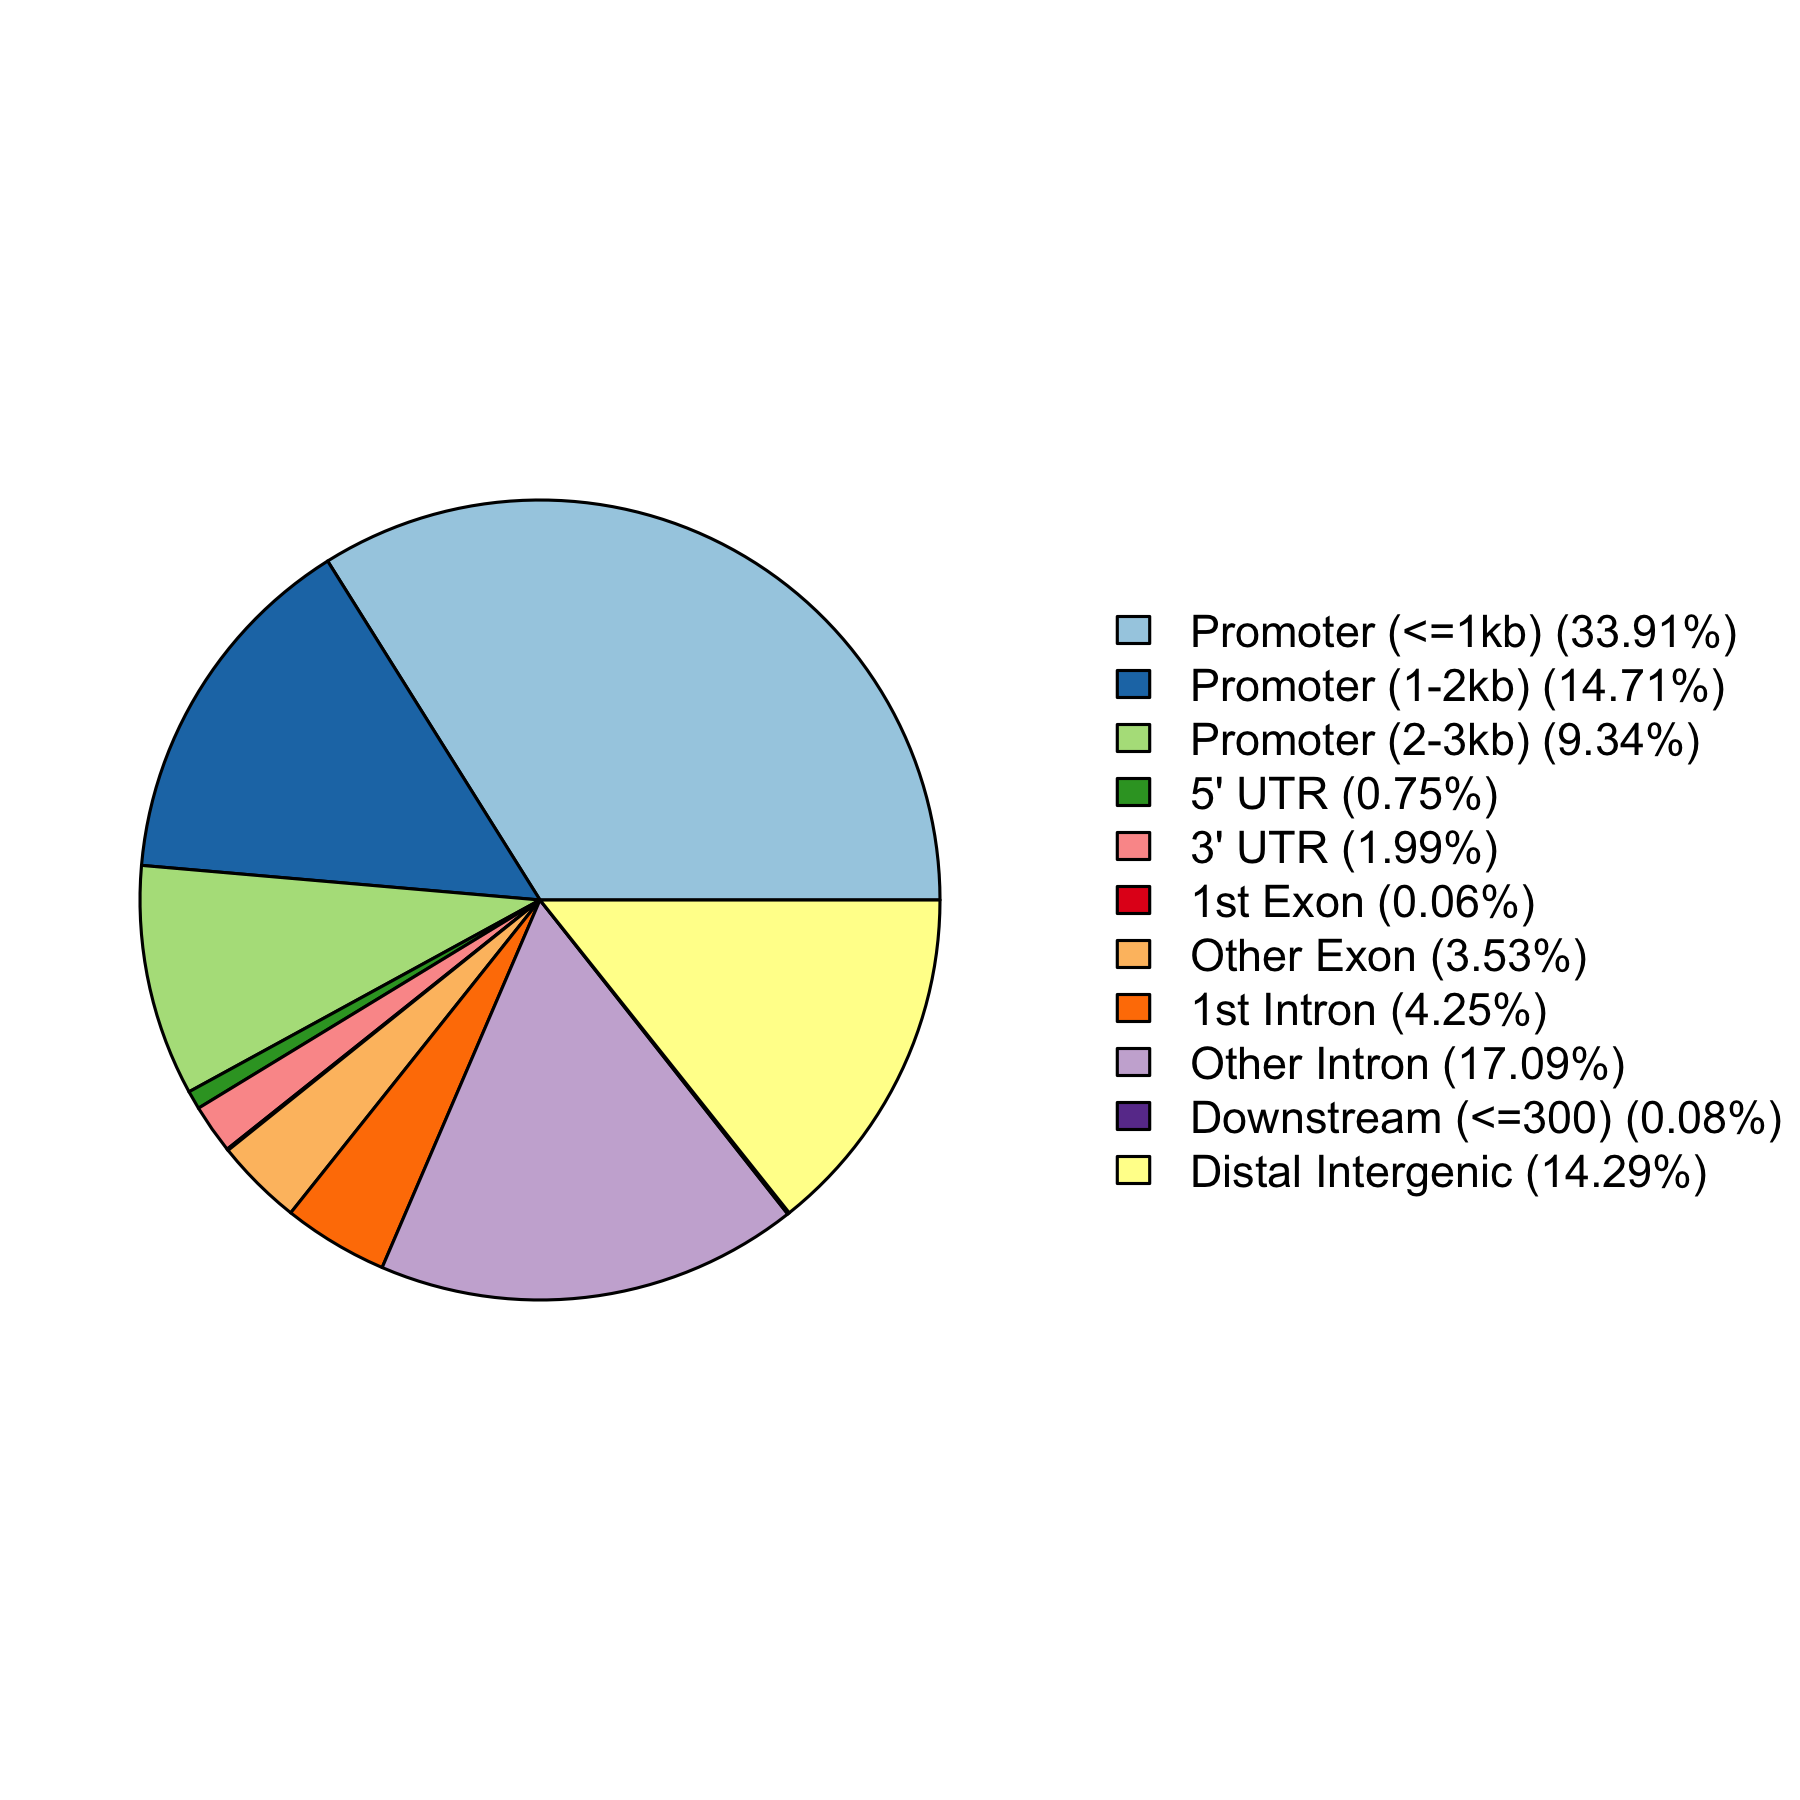 Promoter (<=1kb) (33.91%)
Promoter (1-2kb) (14.71%)
Promoter (2-3kb) (9.34%)
5' UTR (0.75%)
3' UTR (1.99%)
1st Exon (0.06%)
Other Exon (3.53%)
1st Intron (4.25%)
Other Intron (17.09%)
Downstream (<=300) (0.08%)
Distal Intergenic (14.29%)